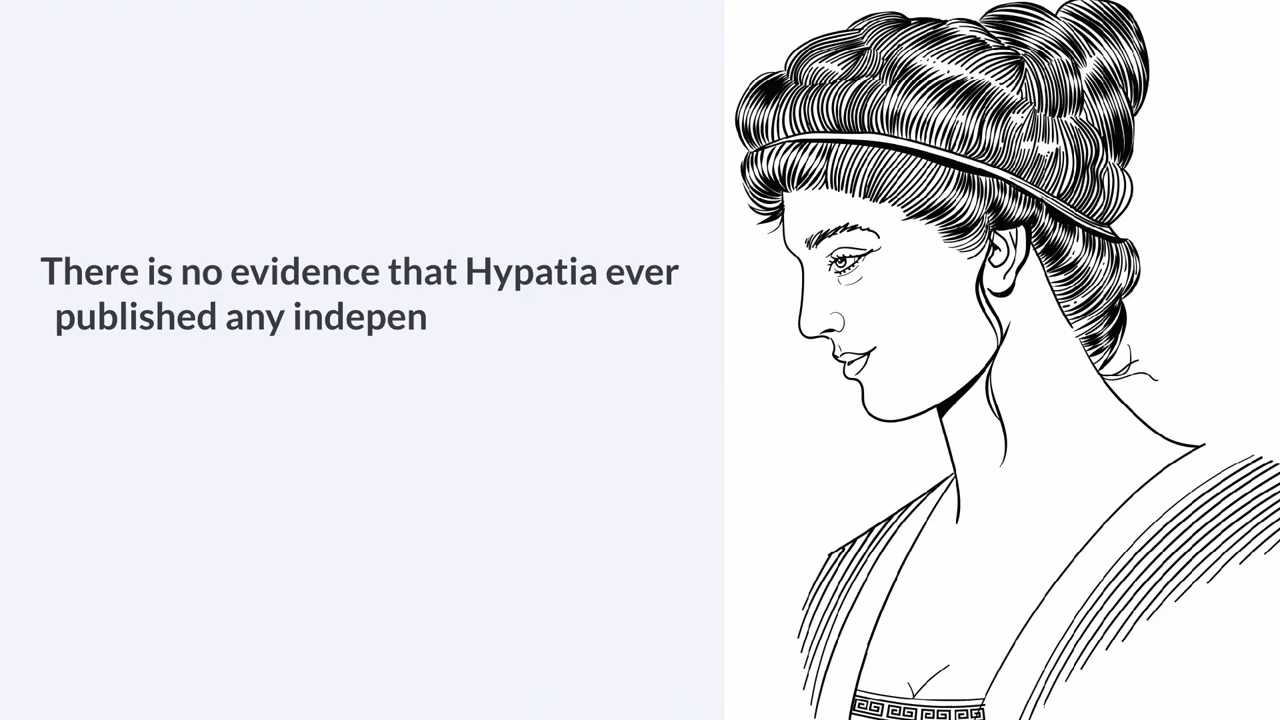 There is no evidence that Hypatia ever
published any indepen